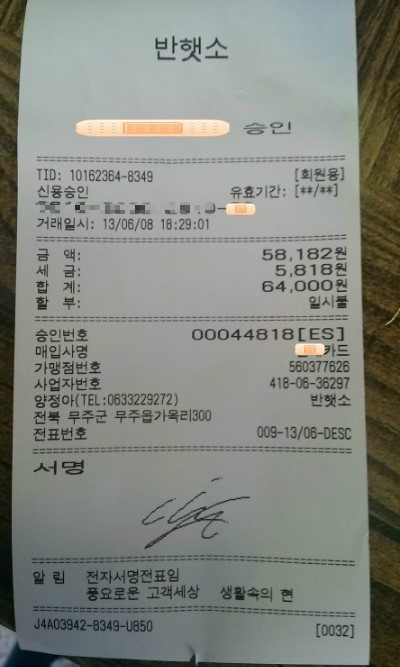 반햇소
승인
TID: 10162364-8349 [회원용]
신용승인 유효기간: [**/**]
거래일시: 13/06/08 18:29:01
금 액: 58,182원
세 금: 5,818원
합 계: 64,000원
할 부: 일시불
승인번호 00044818[ES]
매입사명 카드
가맹점번호 560377626
사업자번호 418-06-36297
양정아(TEL:0633229272) 반햇소
전북 무주군 무주읍가옥리300
전표번호 009-13/06-DESC
서명
알 림 전자서명전표임
풍요로운 고객세상 생활속의 현
J4A03942-8349-U850 [0032]